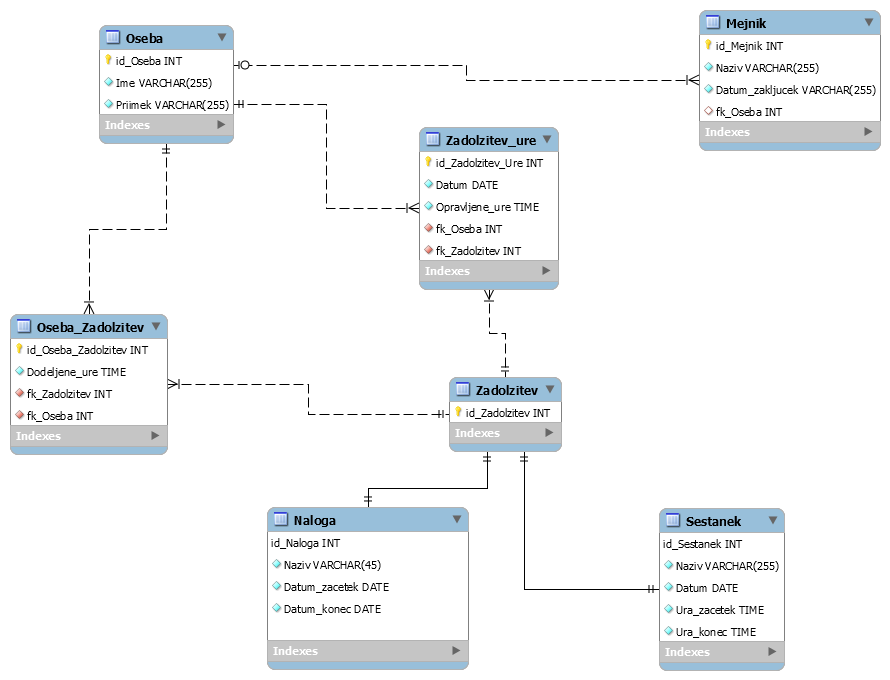 Oseba
id_Oseba INT
Ime VARCHAR(255)
Priimek VARCHAR(255)
Indexes
Mejnik
id_Mejnik INT
Naziv VARCHAR(255)
Datum_zakljucek VARCHAR(255)
fk_Oseba INT
Indexes
Zadolzitev_ure
id_Zadolzitev_Ure INT
Datum DATE
Opravljene_ure TIME
fk_Oseba INT
fk_Zadolzitev INT
Indexes
Oseba_Zadolzitev
id_Oseba_Zadolzitev INT
Dodeljene_ure TIME
fk_Zadolzitev INT
fk_Oseba INT
Indexes
Zadolzitev
id_Zadolzitev INT
Indexes
Naloga
id_Naloga INT
Naziv VARCHAR(45)
Datum_zacetek DATE
Datum_konec DATE
Indexes
Sestanek
id_Sestanek INT
Naziv VARCHAR(255)
Datum DATE
Ura_zacetek TIME
Ura_konec TIME
Indexes